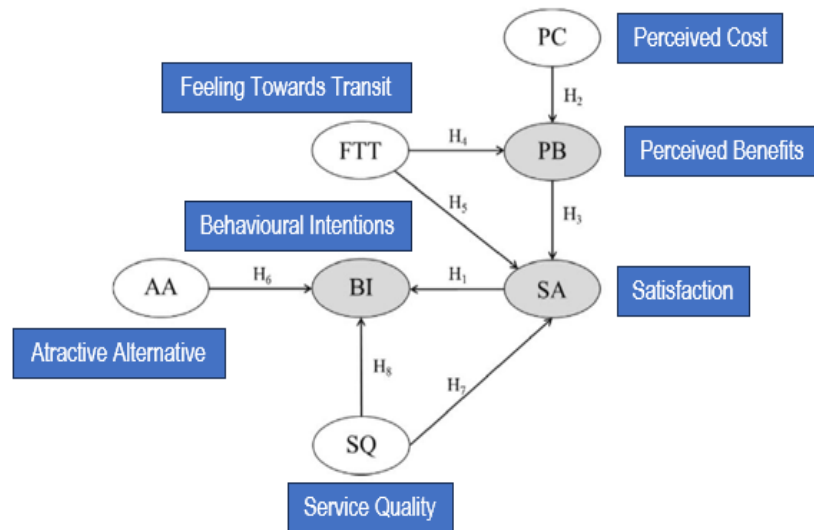 PC
Perceived Cost
Feeling Towards Transit
H2
FTT
H4
PB
Perceived Benefits
H5
H3
Behavioural Intentions
AA
H6
BI
H1
SA
Satisfaction
Atractive Alternative
H8
H7
SQ
Service Quality